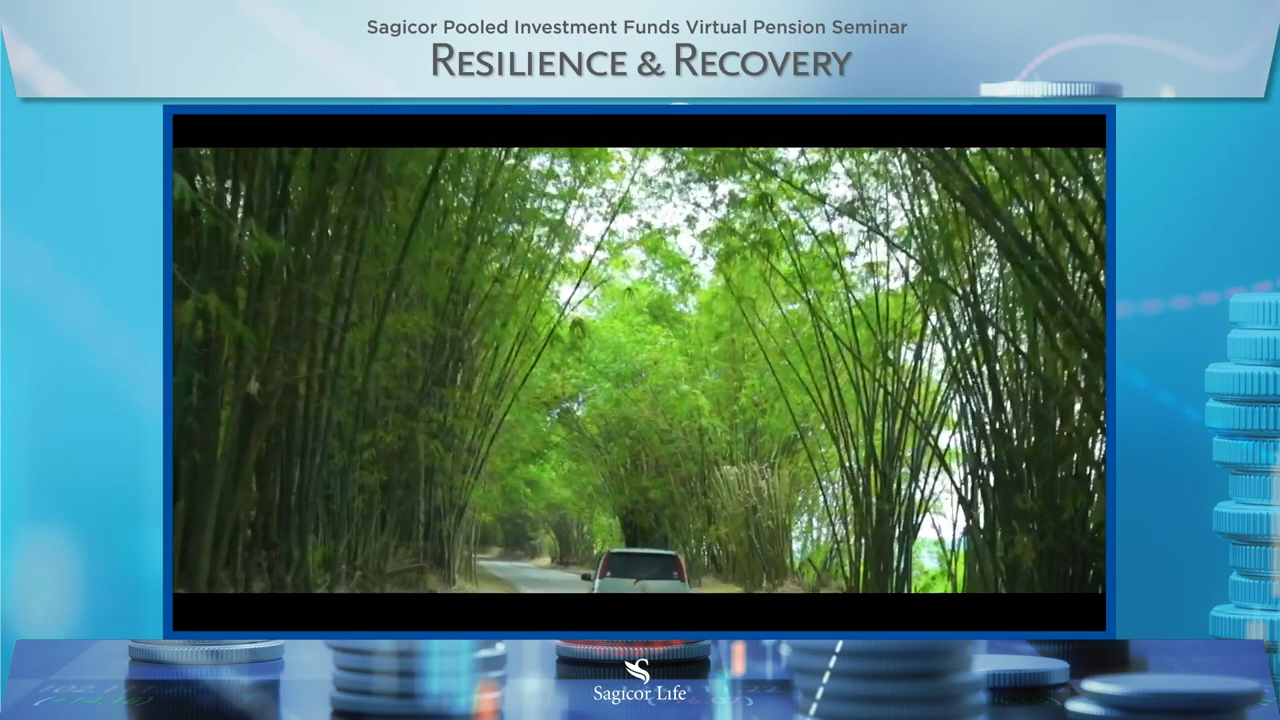 Sagicor Pooled Investment Funds Virtual Pension Seminar
RESILIENCE & RECOVERY
Sagicor Life